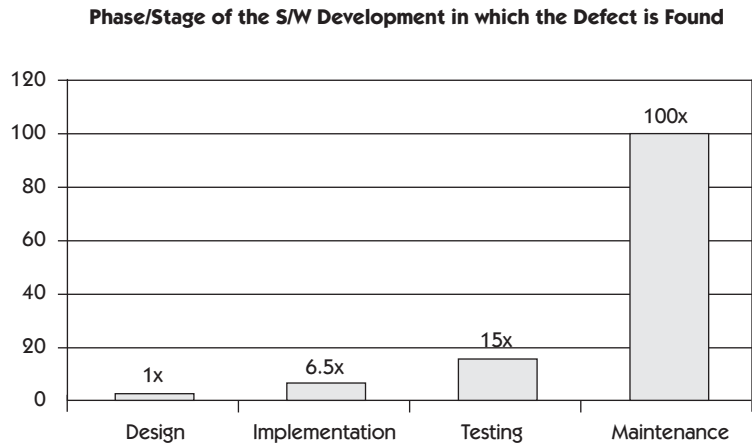 Phase/Stage of the S/W Development in which the Defect is Found
120
100
80
60
40
20
0
1x
6.5x
15x
100x
Design
Implementation
Testing
Maintenance